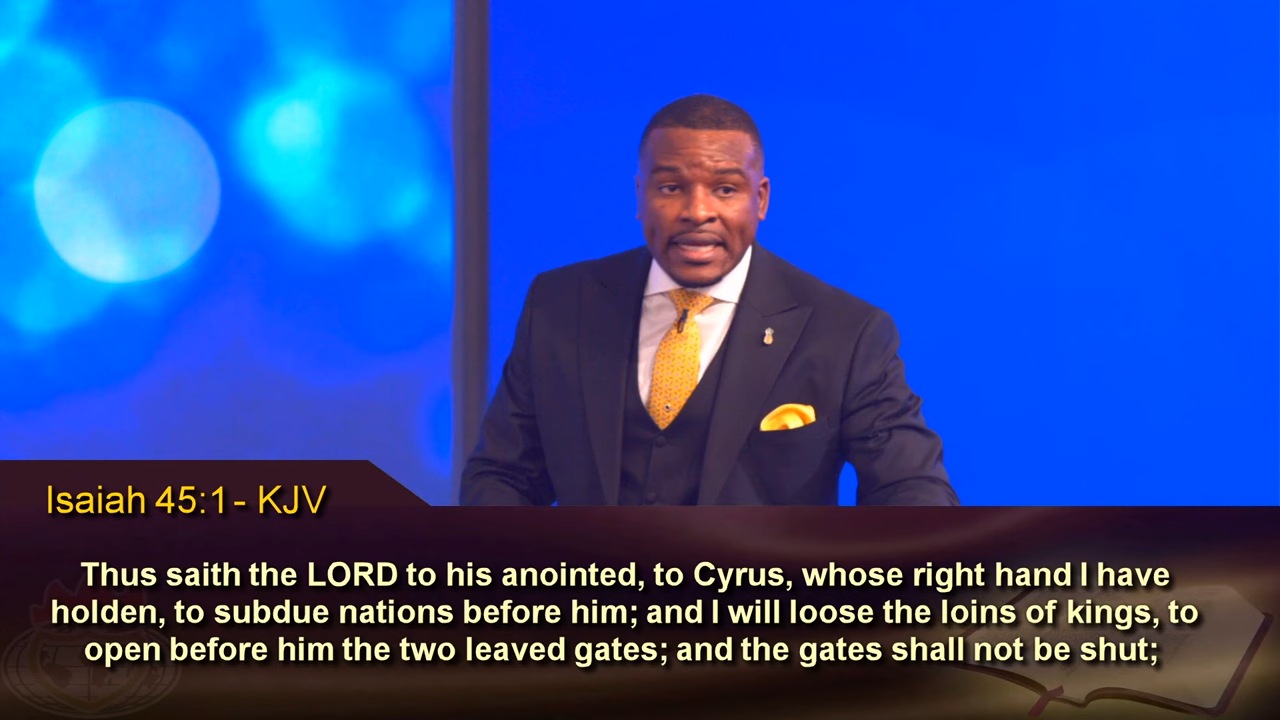 Isaiah 45:1 - KJV
Thus saith the LORD to his anointed, to Cyrus, whose right hand I have
holden, to subdue nations before him; and I will loose the loins of kings, to
open before him the two leaved gates; and the gates shall not be shut;